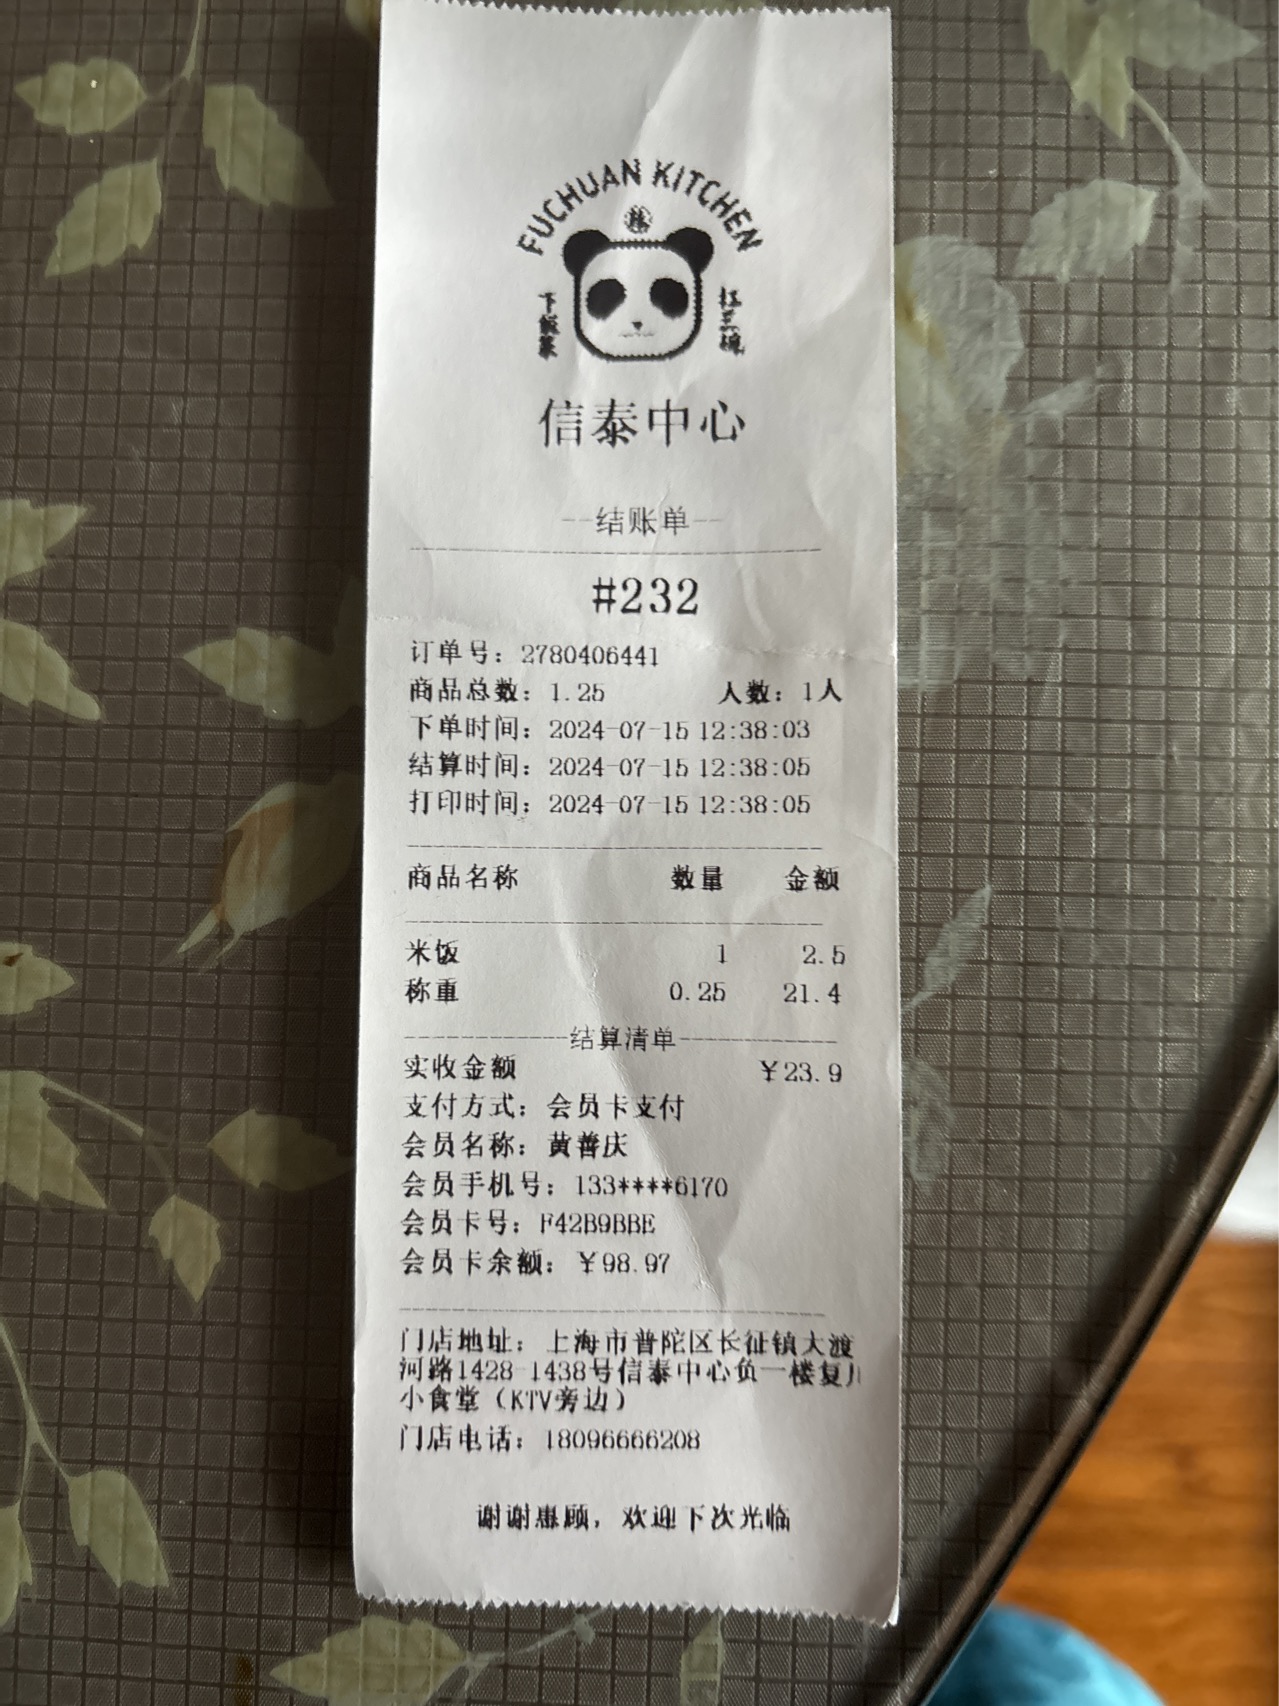 FUCHUAN KITCHEN
下饭菜
扛三碗
信泰中心
--结账单--
#232
订单号：2780406441
商品总数：1.25 人数：1人
下单时间：2024-07-15 12:38:03
结算时间：2024-07-15 12:38:05
打印时间：2024-07-15 12:38:05
商品名称 数量 金额
米饭 1 2.5
称重 0.25 21.4
结算清单
实收金额 ￥23.9
支付方式：会员卡支付
会员名称：黄善庆
会员手机号：133****6170
会员卡号：F42B9BBE
会员卡余额：￥98.97
门店地址：上海市普陀区长征镇大渡
河路1428-1438号信泰中心负一楼复川
小食堂（KTV旁边）
门店电话：18096666208
谢谢惠顾，欢迎下次光临